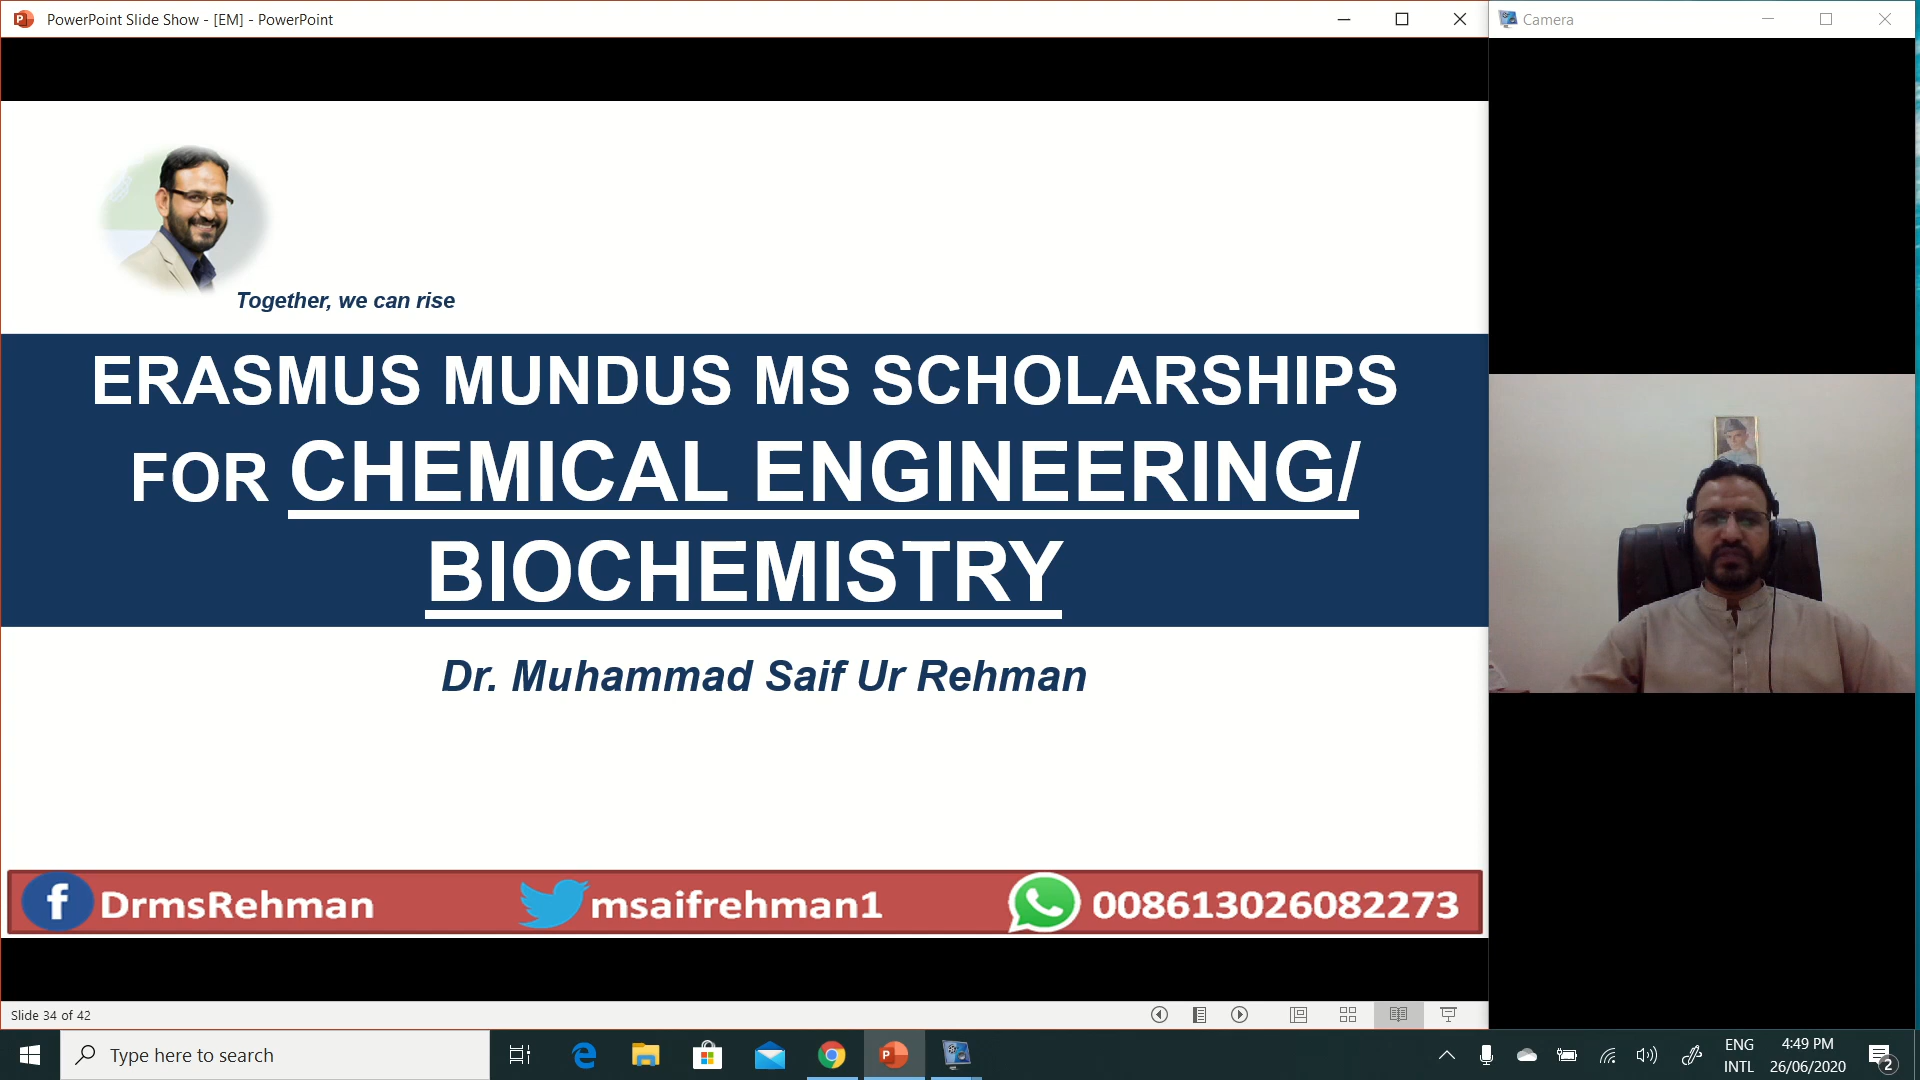 PowerPoint Slide Show - [EM] - PowerPoint
Camera
Together, we can rise
ERASMUS MUNDUS MS SCHOLARSHIPS
FOR CHEMICAL ENGINEERING/
BIOCHEMISTRY
Dr. Muhammad Saif Ur Rehman
DrmsRehman
msaifrehman1
008613026082273
Slide 34 of 42
Type here to search
ENG
INTL
4:49 PM
26/06/2020
2